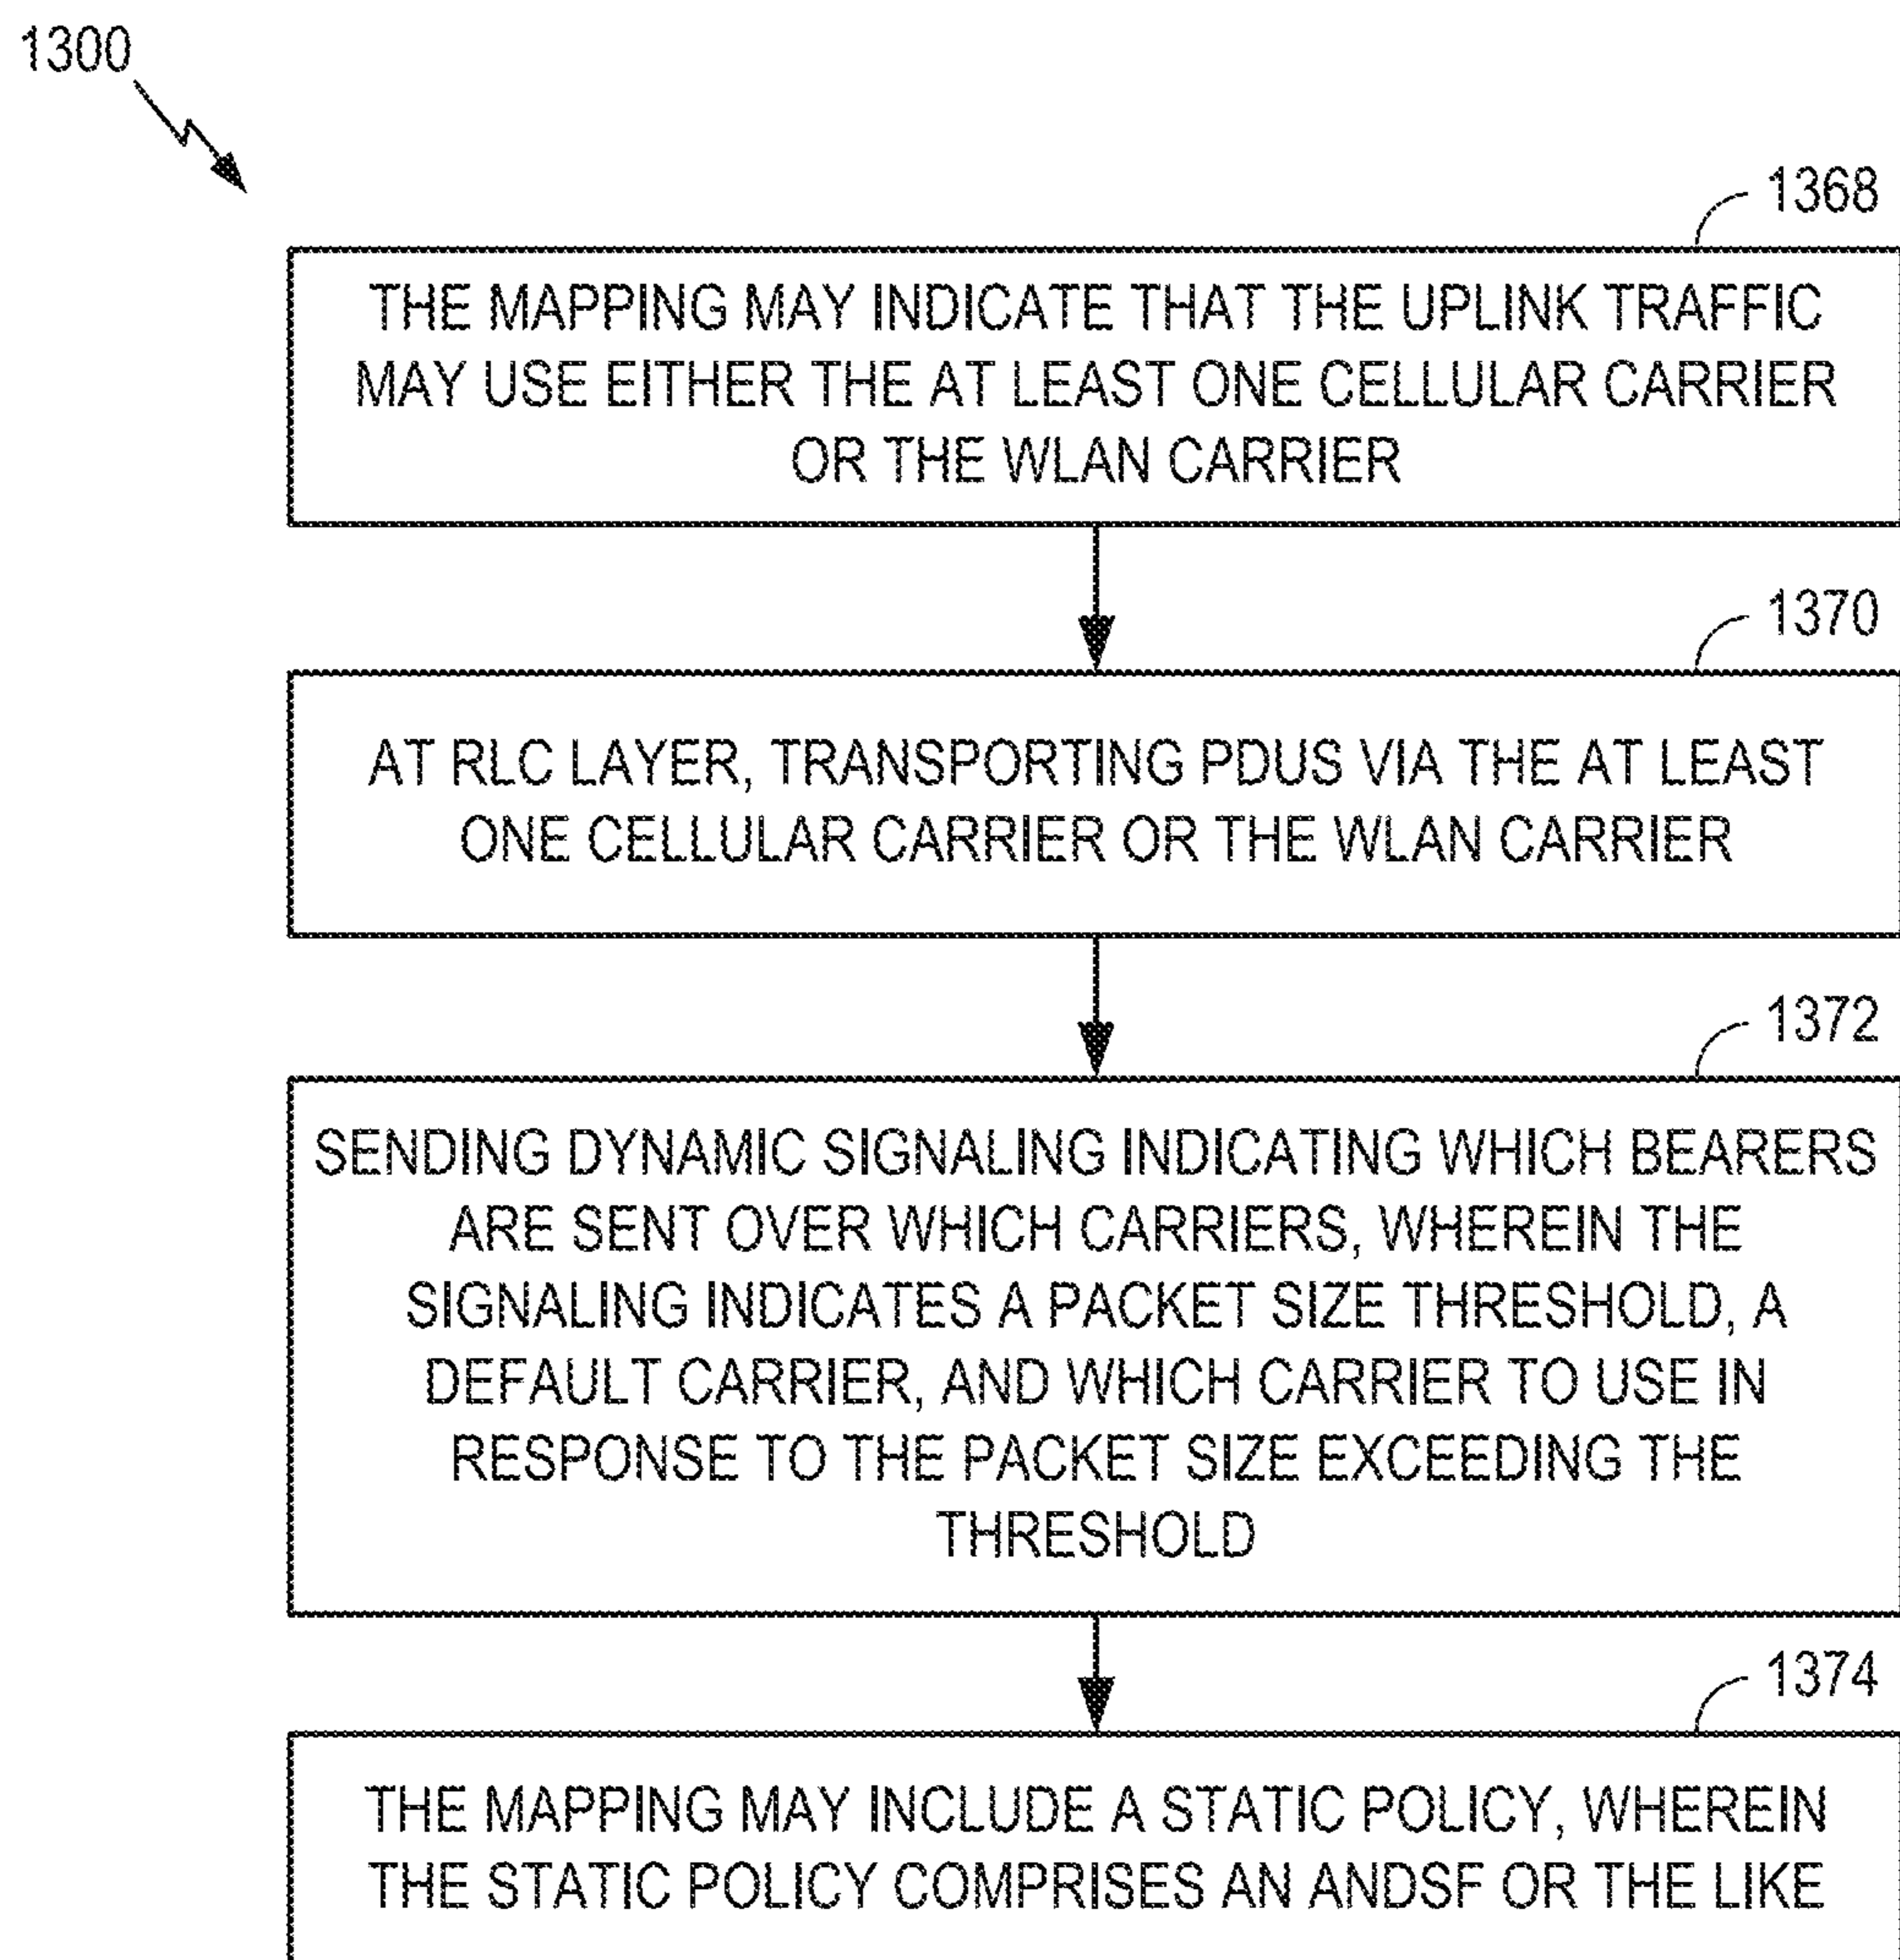 1300
1368
THE MAPPING MAY INDICATE THAT THE UPLINK TRAFFIC
MAY USE EITHER THE AT LEAST ONE CELLULAR CARRIER
OR THE WLAN CARRIER
1370
AT RLC LAYER, TRANSPORTING PDUS VIA THE AT LEAST
ONE CELLULAR CARRIER OR THE WLAN CARRIER
1372
SENDING DYNAMIC SIGNALING INDICATING WHICH BEARERS
ARE SENT OVER WHICH CARRIERS, WHEREIN THE
SIGNALING INDICATES A PACKET SIZE THRESHOLD, A
DEFAULT CARRIER, AND WHICH CARRIER TO USE IN
RESPONSE TO THE PACKET SIZE EXCEEDING THE
THRESHOLD
1374
THE MAPPING MAY INCLUDE A STATIC POLICY, WHEREIN
THE STATIC POLICY COMPRISES AN ANDSF OR THE LIKE